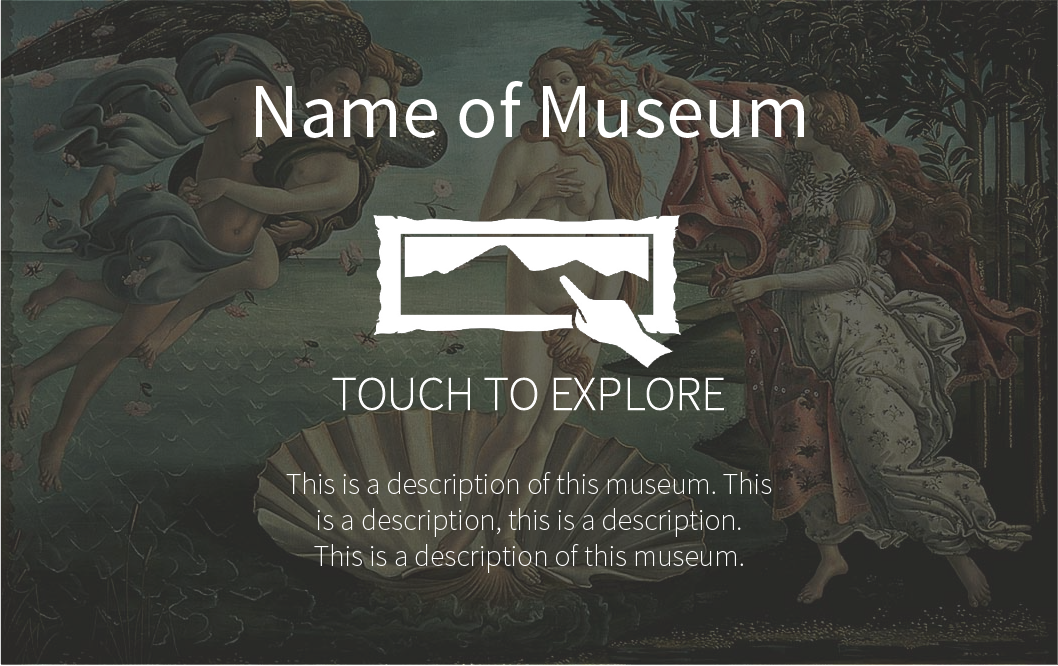 Name of Museum
TOUCH TO EXPLORE
This is a description of this museum. This
is a description, this is a description.
This is a description of this museum.